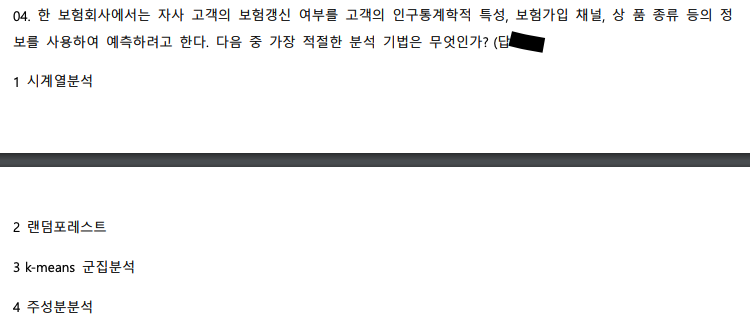 04. 한 보험회사에서는 자사 고객의 보험갱신 여부를 고객의 인구통계학적 특성, 보험가입 채널, 상 품 종류 등의 정
보를 사용하여 예측하려고 한다. 다음 중 가장 적절한 분석 기법은 무엇인가? (답
1 시계열분석
2 랜덤포레스트
3 k-means 군집분석
4 주성분분석